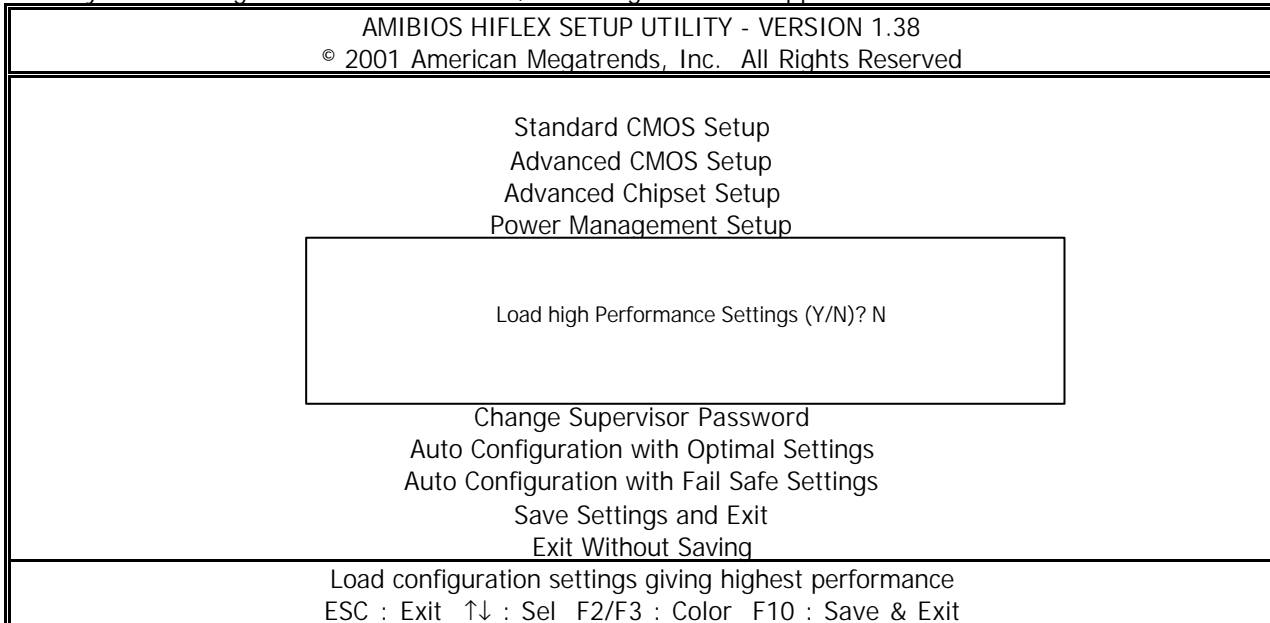 AMIBIOS HIFLEX SETUP UTILITY - VERSION 1.38
© 2001 American Megatrends, Inc. All Rights Reserved
Standard CMOS Setup
Advanced CMOS Setup
Advanced Chipset Setup
Power Management Setup
Load high Performance Settings (Y/N)? N
Change Supervisor Password
Auto Configuration with Optimal Settings
Auto Configuration with Fail Safe Settings
Save Settings and Exit
Exit Without Saving
Load configuration settings giving highest performance
ESC : Exit ↑↓ : Sel F2/F3 : Color F10 : Save & Exit